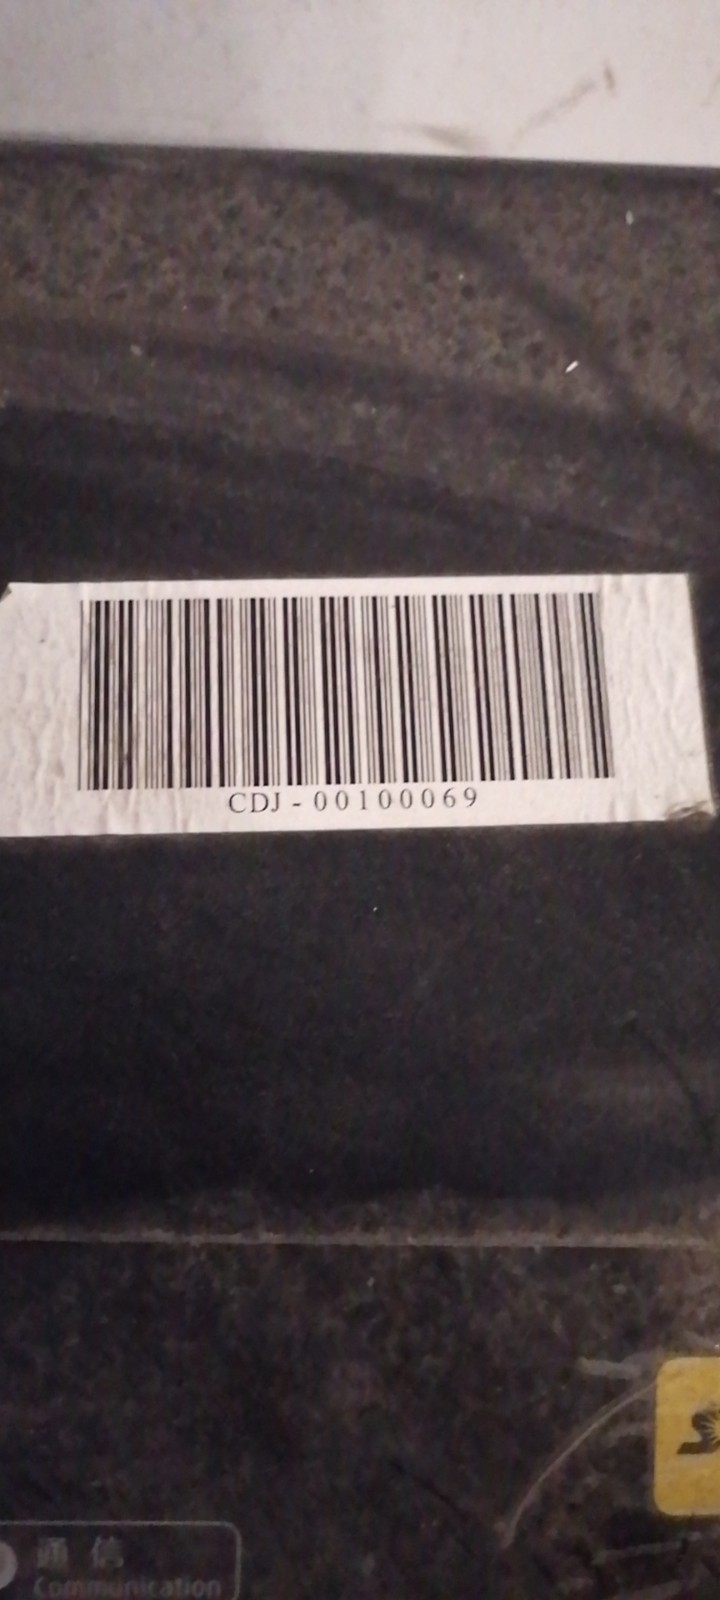 CDJ-00100069
通信
Communication